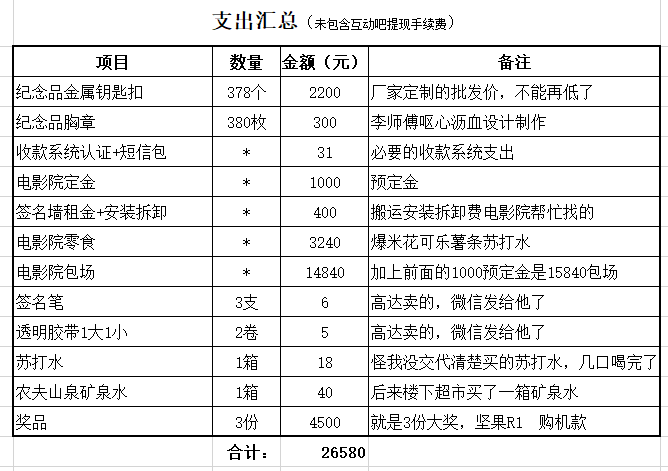 支出汇总（未包含互动吧提现手续费）
项目 数量 金额（元） 备注
纪念品金属钥匙扣 378个 2200 厂家定制的批发价，不能再低了
纪念品胸章 380枚 300 李师傅呕心沥血设计制作
收款系统认证+短信包 * 31 必要的收款系统支出
电影院定金 * 1000 预定金
签名墙租金+安装拆卸 * 400 搬运安装拆卸费电影院帮忙找的
电影院零食 * 3240 爆米花可乐薯条苏打水
电影院包场 * 14840 加上前面的1000预定金是15840包场
签名笔 3支 6 高达卖的，微信发给他了
透明胶带1大1小 2卷 5 高达卖的，微信发给他了
苏打水 1箱 18 怪我没交代清楚买的苏打水，几口喝完了
农夫山泉矿泉水 1箱 40 后来楼下超市买了一箱矿泉水
奖品 3份 4500 就是3份大奖，坚果R1 购机款
合计： 26580